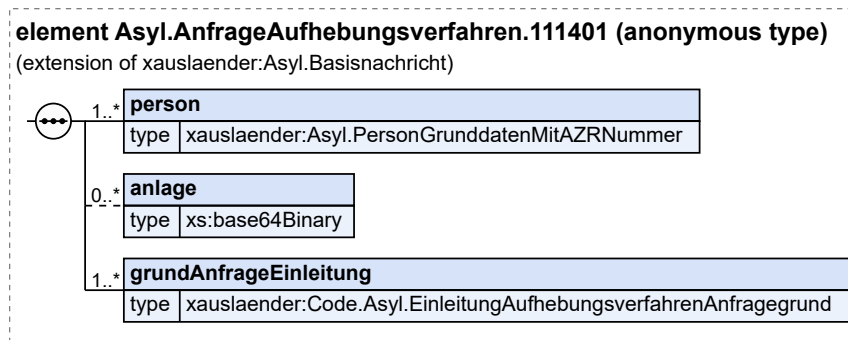 element Asyl.AnfrageAufhebungsverfahren.111401 (anonymous type)
(extension of xauslaender:Asyl.Basisnachricht)
1..* person
type xauslaender:Asyl.PersonGrunddatenMitAZRNummer
0..* anlage
type xs:base64Binary
1..* grundAnfrageEinleitung
type xauslaender:Code.Asyl.EinleitungAufhebungsverfahrenAnfragegrund